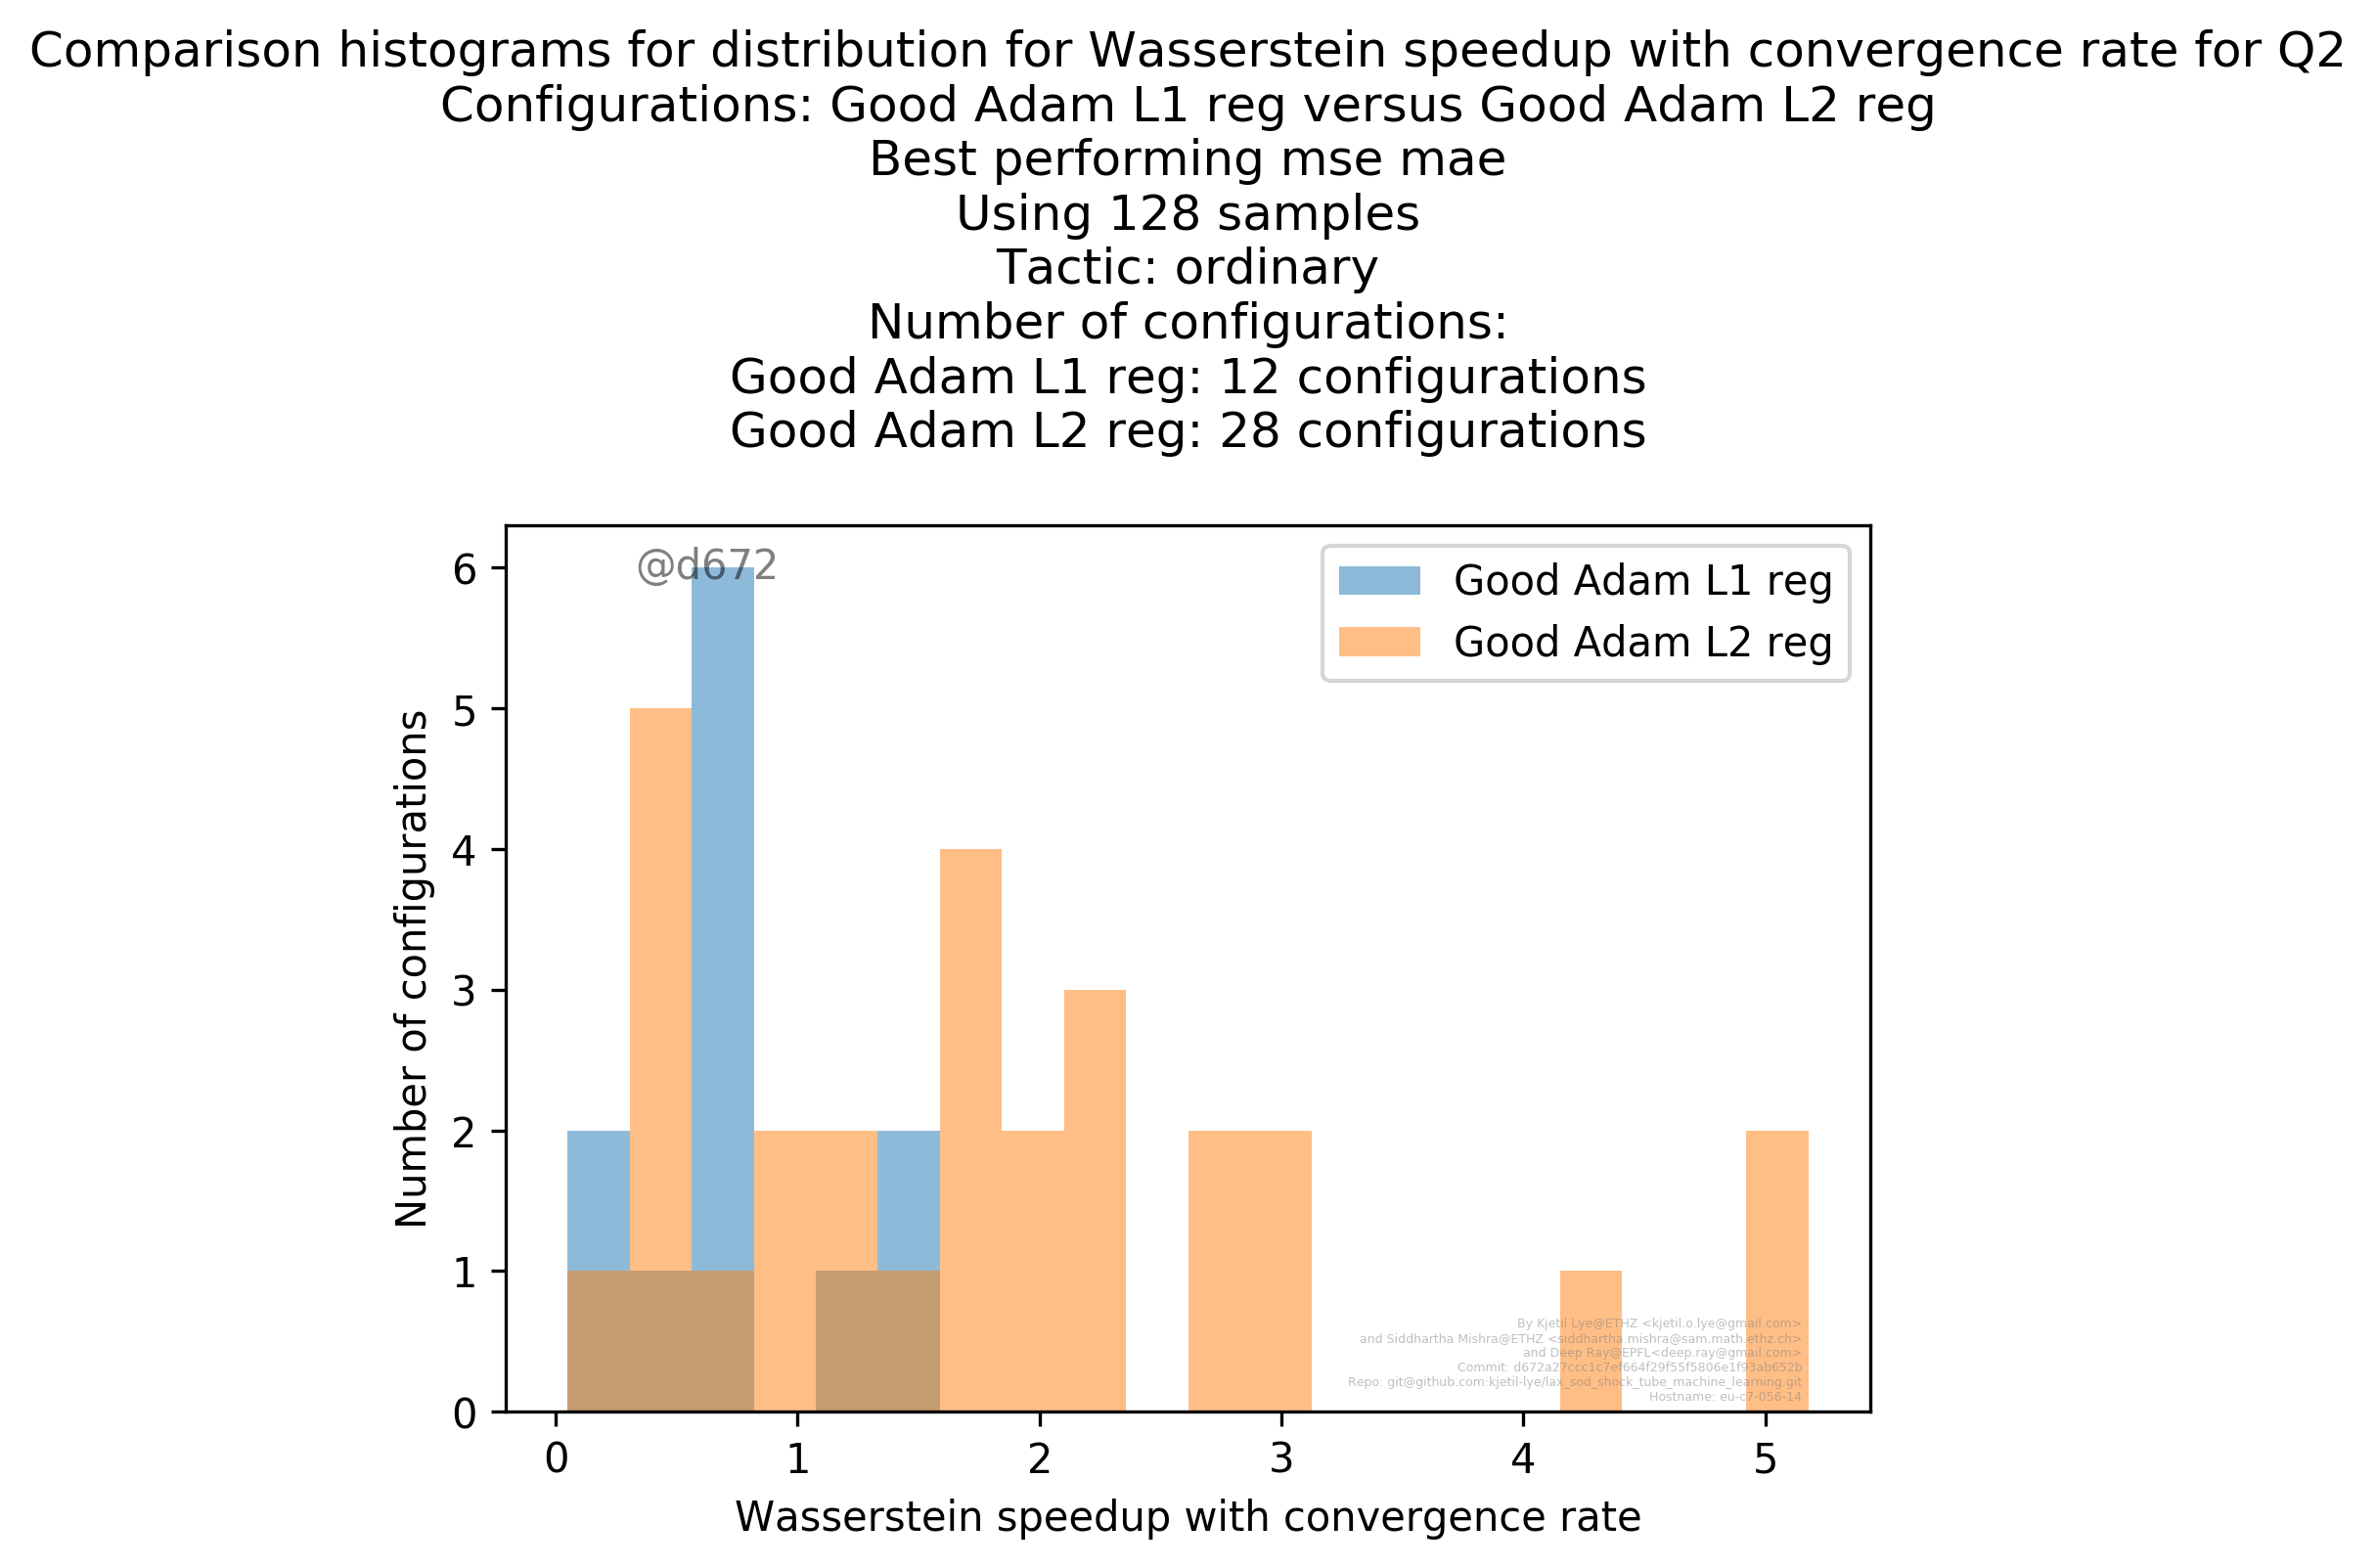 Comparison histograms for distribution for Wasserstein speedup with convergence rate for Q2
Configurations: Good Adam L1 reg versus Good Adam L2 reg
Best performing mse mae
Using 128 samples
Tactic: ordinary
Number of configurations:
Good Adam L1 reg: 12 configurations
Good Adam L2 reg: 28 configurations
@d672
Good Adam L1 reg
Good Adam L2 reg
Number of configurations
6
5
4
3
2
1
0
By Kjetil Lye@ETHZ <kjetil.o.lye@gmail.com>
and Siddhartha Mishra@ETHZ <siddhartha.mishra@sam.math.ethz.ch>
and Deep Ray@EPFL<deep.ray@gmail.com>
Commit: d672a27ccc1c7ef664f29f55f5806e1f93ab652b
Repo: git@github.com:kjetil-lye/lax_sod_shock_tube_machine_learning.git
Hostname: eu-c7-056-14
0 1 2 3 4 5
Wasserstein speedup with convergence rate